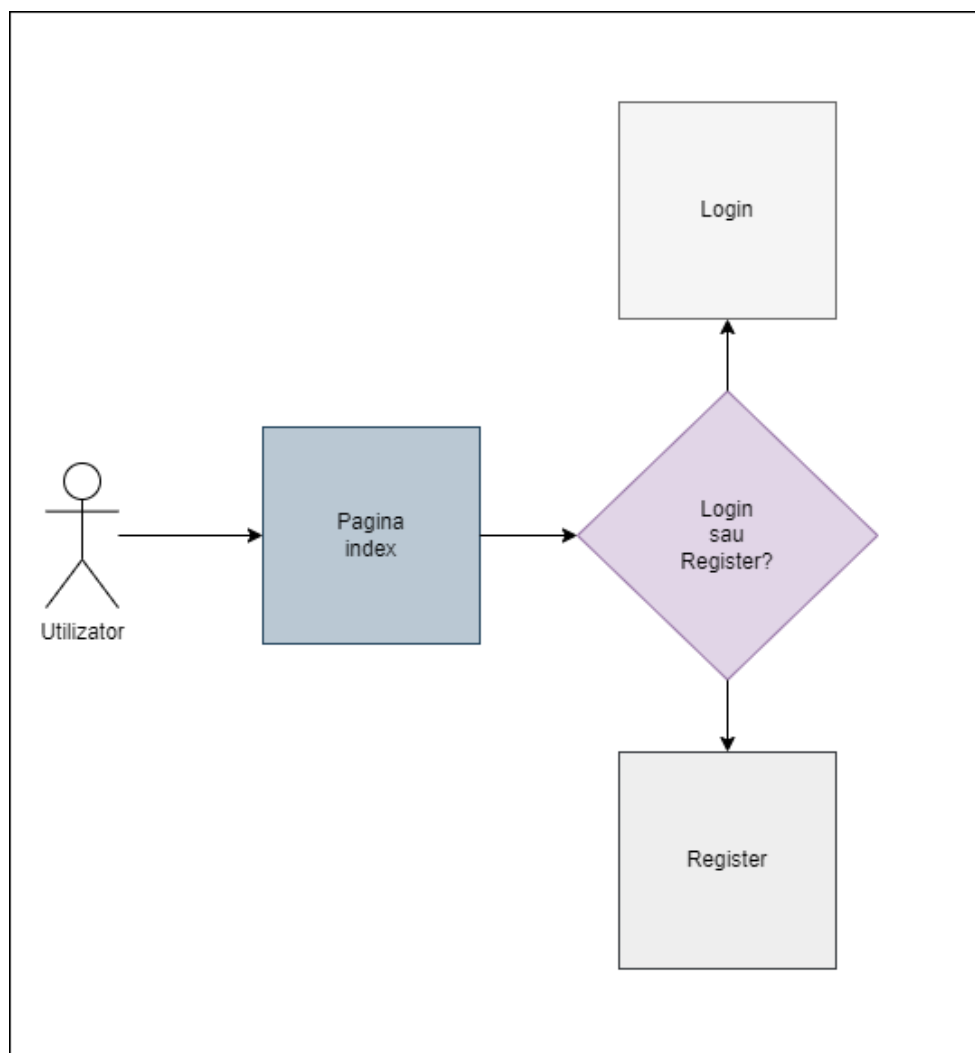 Login
Utilizator
Pagina
index
Login
sau
Register?
Register